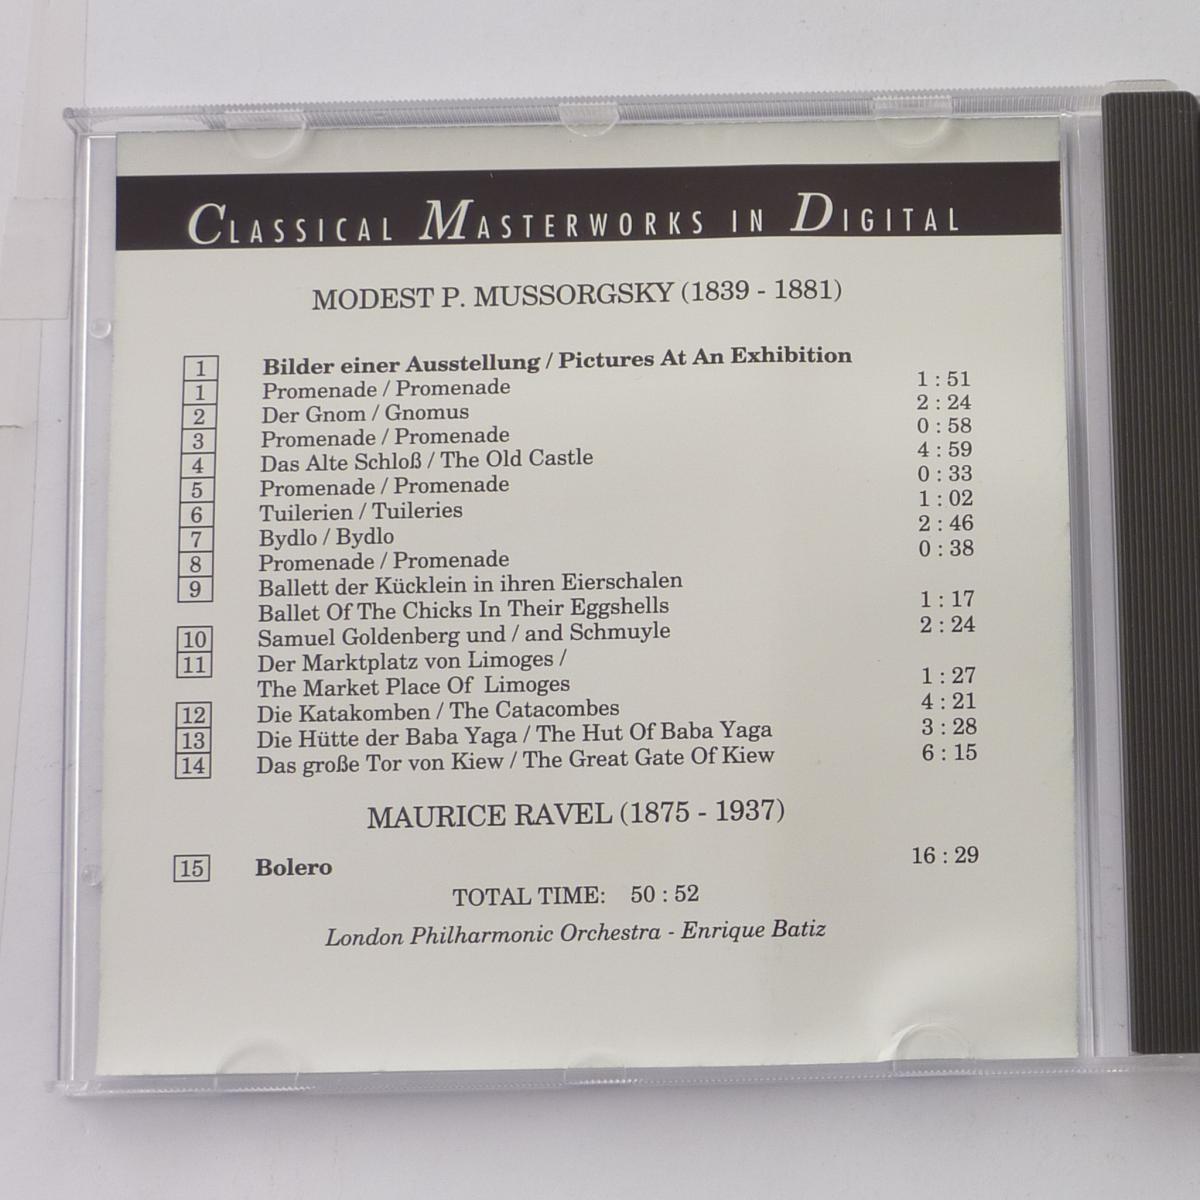 CLASSICAL MASTERWORKS IN DIGITAL
MODEST P. MUSSORGSKY (1839 - 1881)
1 Bilder einer Ausstellung / Pictures At An Exhibition
1 Promenade / Promenade 1 : 51
2 Der Gnom / Gnomus 2 : 24
3 Promenade / Promenade 0 : 58
4 Das Alte Schloß / The Old Castle 4 : 59
5 Promenade / Promenade 0 : 33
6 Tuilerien / Tuileries 1 : 02
7 Bydlo / Bydlo 2 : 46
8 Promenade / Promenade 0 : 38
9 Ballett der Kücklein in ihren Eierschalen
Ballet Of The Chicks In Their Eggshells 1 : 17
10 Samuel Goldenberg und / and Schmuyle 2 : 24
11 Der Marktplatz von Limoges /
The Market Place Of Limoges 1 : 27
12 Die Katakomben / The Catacombes 4 : 21
13 Die Hütte der Baba Yaga / The Hut Of Baba Yaga 3 : 28
14 Das große Tor von Kiew / The Great Gate Of Kiew 6 : 15
MAURICE RAVEL (1875 - 1937)
15 Bolero 16 : 29
TOTAL TIME: 50 : 52
London Philharmonic Orchestra - Enrique Batiz